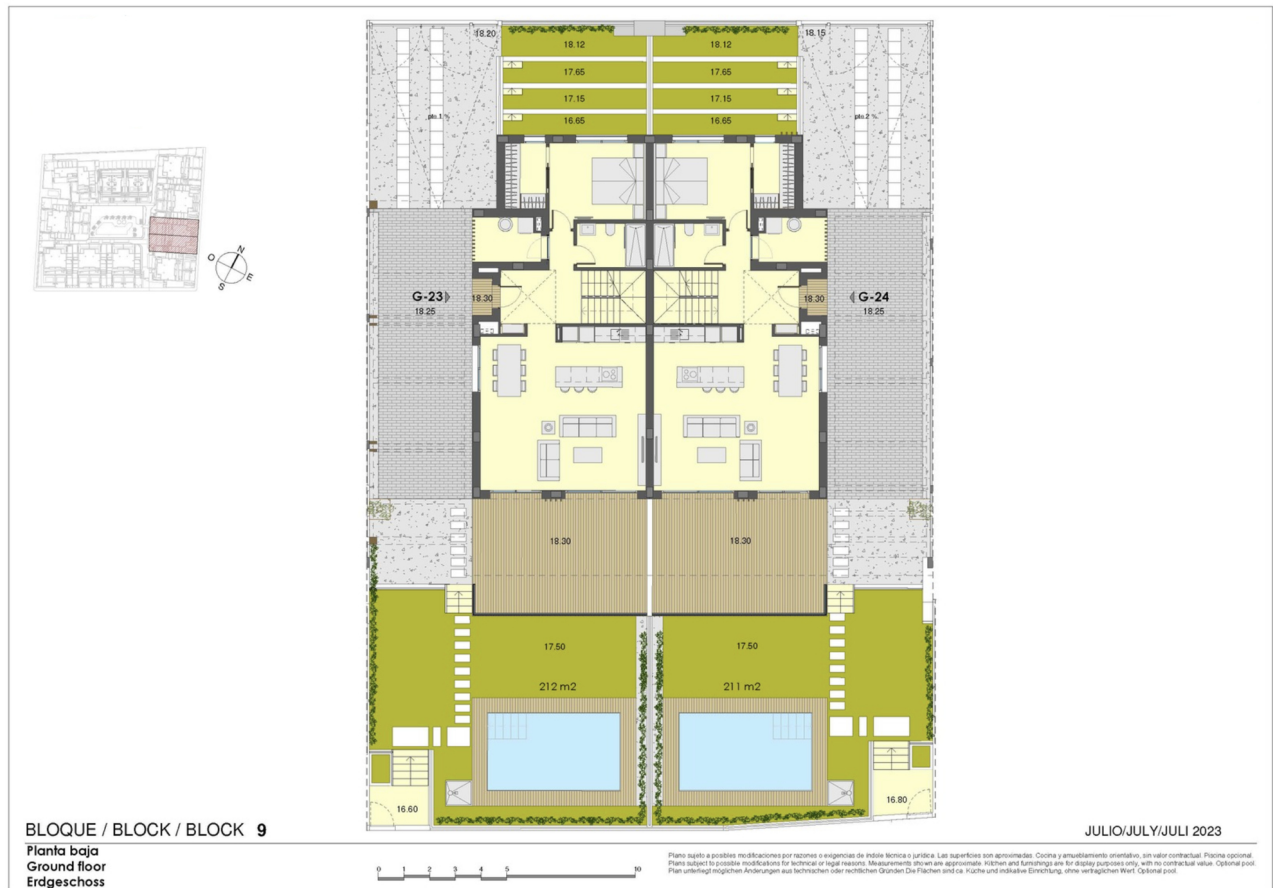 18.20
18.12
18.12
18.15
17.65
17.65
17.15
17.15
16.65
16.65
pte.1 %
pte.2 %
N
O
E
S
G-23
18.25
18.30
18.30
G-24
18.25
18.30
18.30
17.50
17.50
212 m2
211 m2
16.60
16.80
BLOQUE / BLOCK / BLOCK 9
JULIO/JULY/JULI 2023
Planta baja
Ground floor
Erdgeschoss
0 1 2 3 4 5 10
Plano sujeto a posibles modificaciones por razones o exigencias de índole técnica o jurídica. Las superficies son aproximadas. Cocina y amueblamiento orientativo, sin valor contractual. Piscina opcional.
Plans subject to possible modifications for technical or legal reasons. Measurements shown are approximate. Kitchen and furnishings are for display purposes only, with no contractual value. Optional pool.
Plan unterliegt möglichen Änderungen aus technischen oder rechtlichen Gründen Die Flächen sind ca. Küche und indikative Einrichtung, ohne vertraglichen Wert. Optional pool.